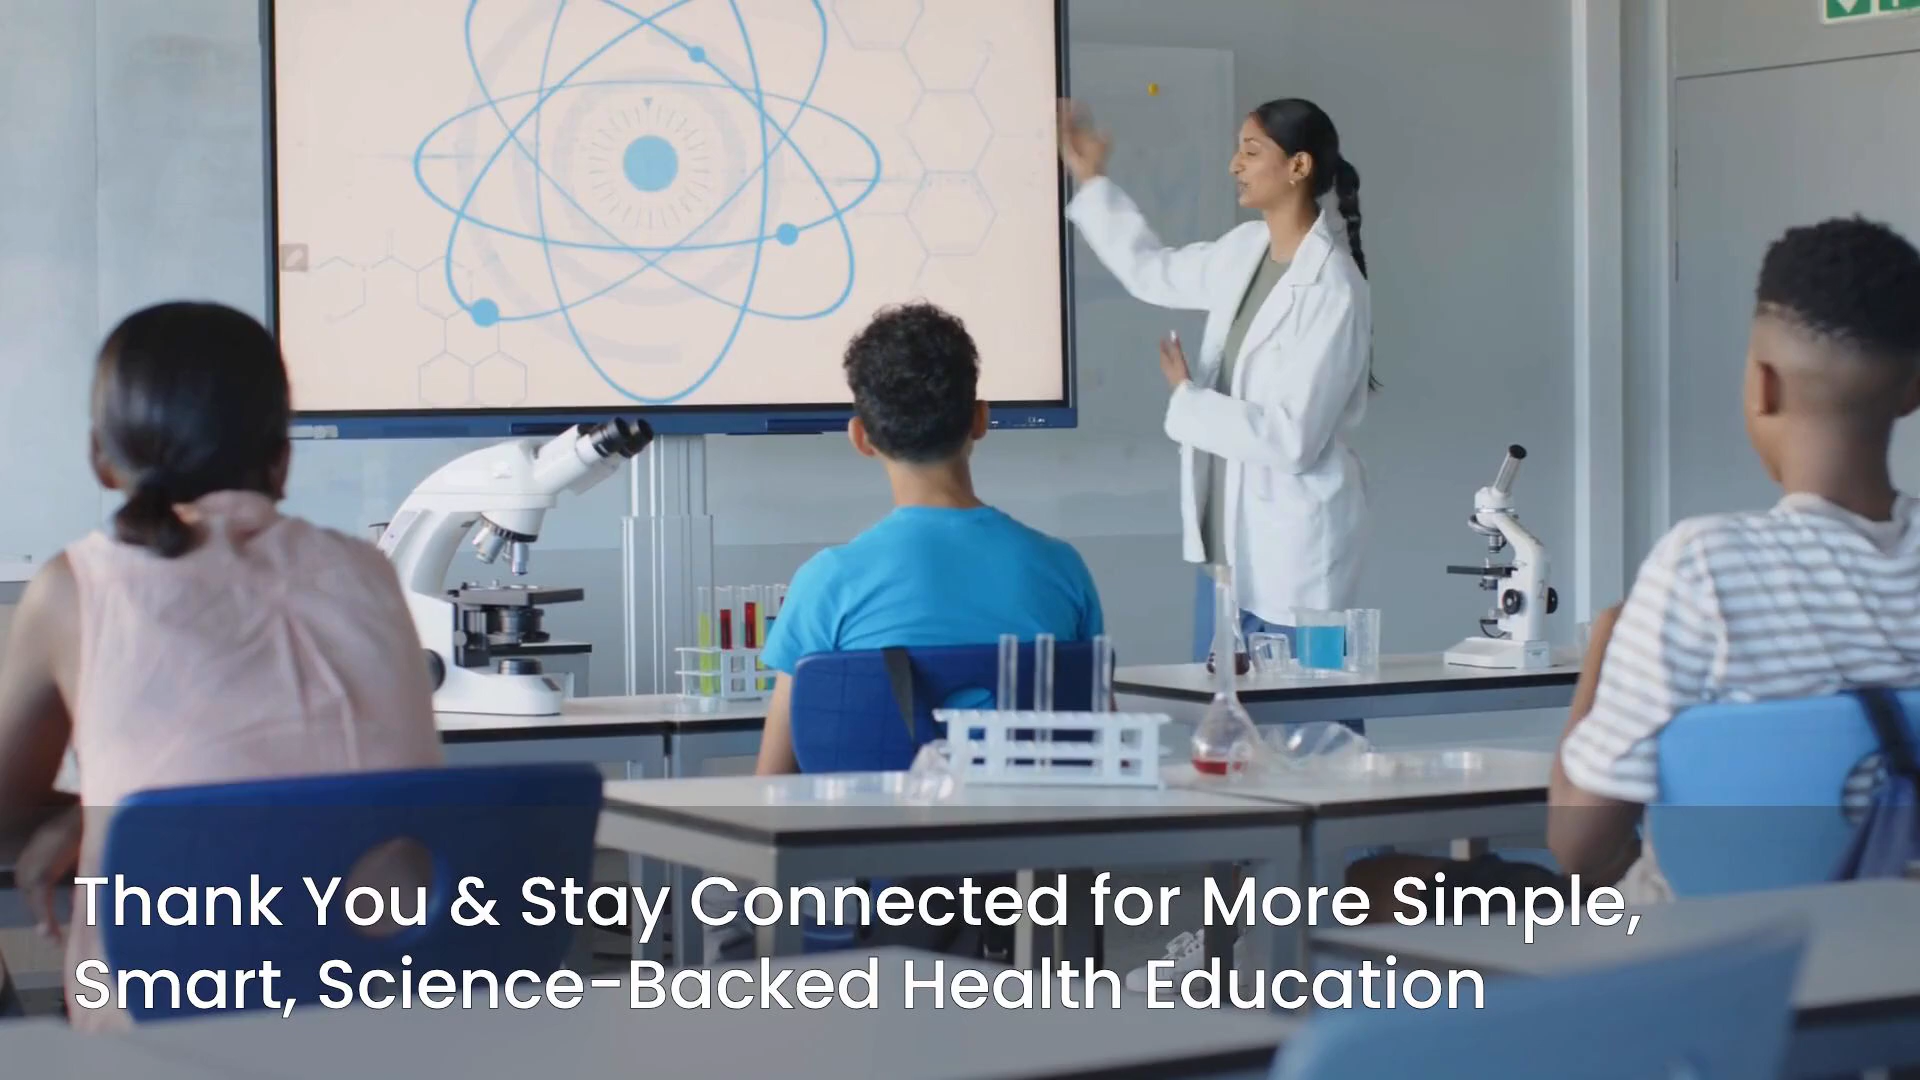 Thank You & Stay Connected for More Simple,
Smart, Science-Backed Health Education